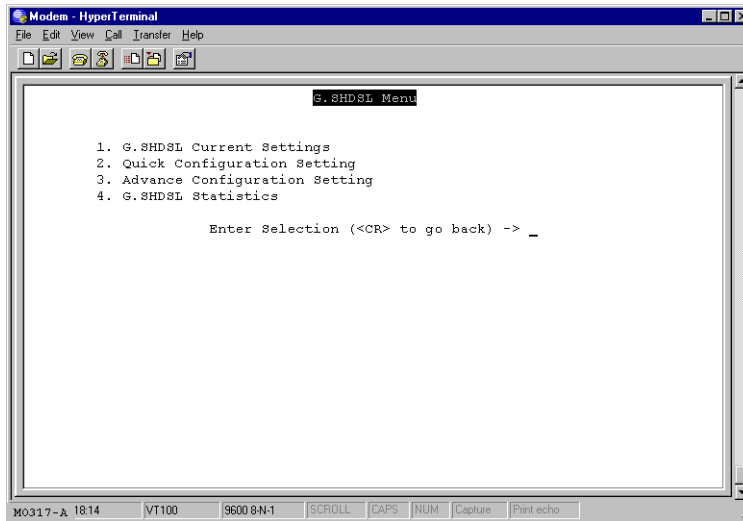 Modem - HyperTerminal
File Edit View Call Transfer Help
G.SHDSL Menu
1. G.SHDSL Current Settings
2. Quick Configuration Setting
3. Advance Configuration Setting
4. G.SHDSL Statistics
Enter Selection (<CR> to go back) -> _
M0317-A 18:14 VT100 9600 8-N-1 SCROLL CAPS NUM Capture Print echo